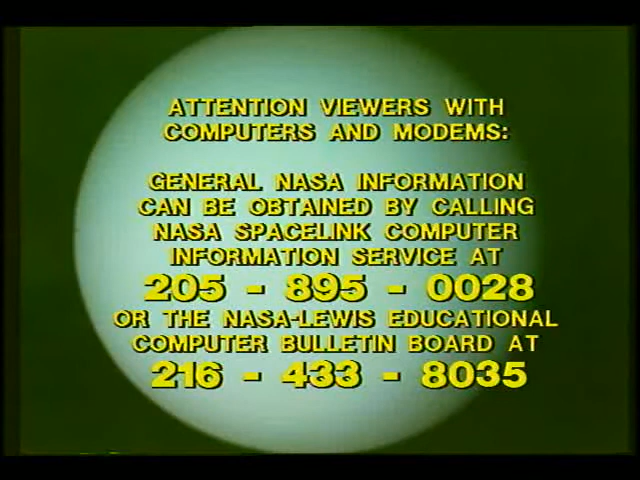 ATTENTION VIEWERS WITH
COMPUTERS AND MODEMS:
GENERAL NASA INFORMATION
CAN BE OBTAINED BY CALLING
NASA SPACELINK COMPUTER
INFORMATION SERVICE AT
205 - 895 - 0028
OR THE NASA-LEWIS EDUCATIONAL
COMPUTER BULLETIN BOARD AT
216 - 433 - 8035